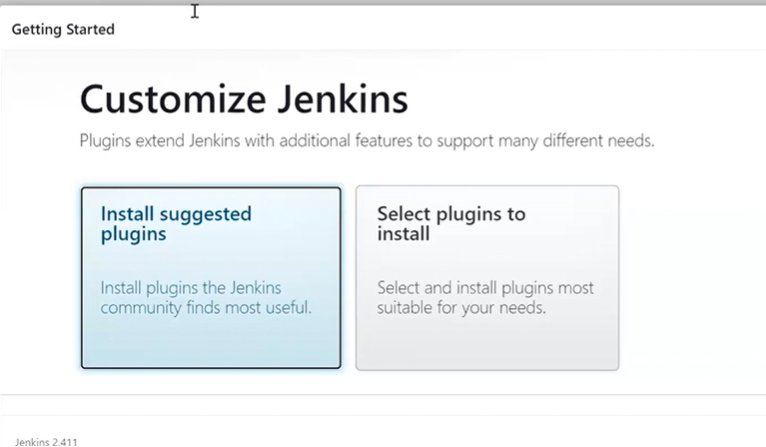 Getting Started
Customize Jenkins
Plugins extend Jenkins with additional features to support many different needs.
Install suggested
plugins
Install plugins the Jenkins
community finds most useful.
Select plugins to
install
Select and install plugins most
suitable for your needs.
Jenkins 2.411